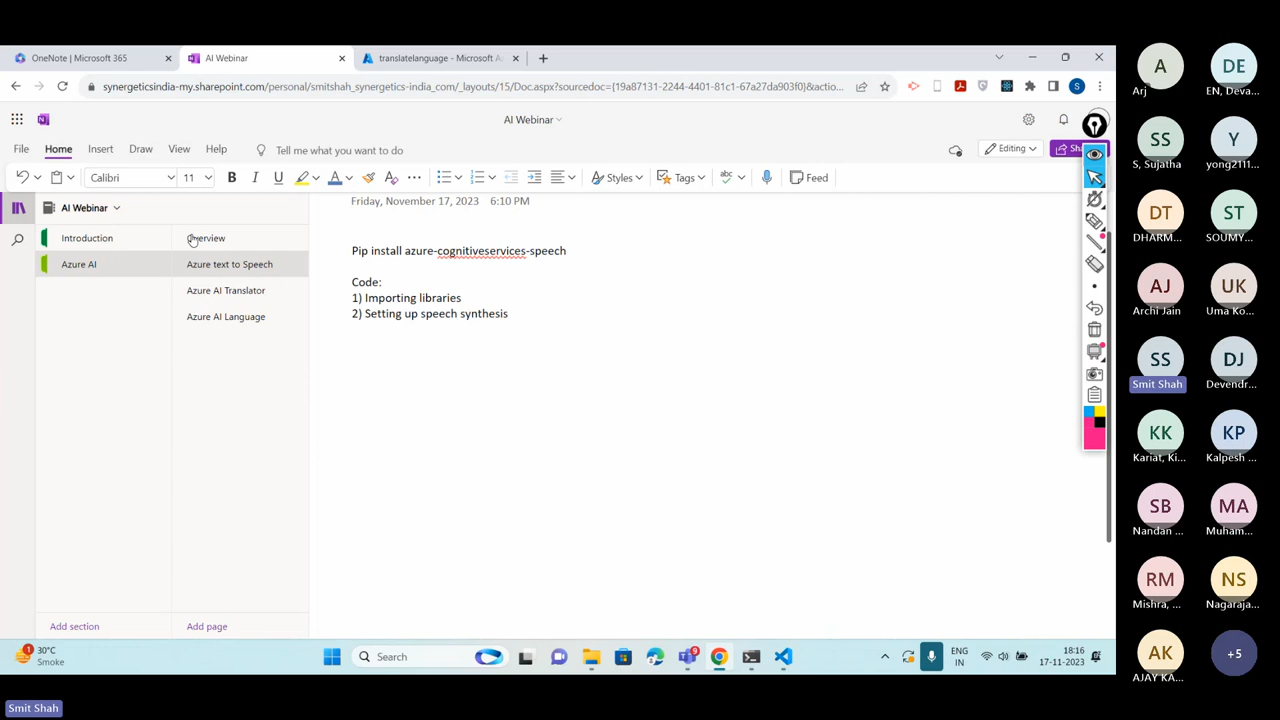 OneNote | Microsoft 365
AI Webinar
translatelanguage - Microsoft A
synergeticsindia-my.sharepoint.com/personal/smitshah_synergetics-india_com/_layouts/15/Doc.aspx?sourcedoc={19a87131-2244-4401-81c1-67a27da903f0}&actio...
S
AI Webinar
File Home Insert Draw View Help Tell me what you want to do Editing Sha
Calibri 11 B I U A Styles Tags abc Feed
AI Webinar
Introduction
Azure AI
Overview
Azure text to Speech
Azure AI Translator
Azure AI Language
Add section
Add page
Friday, November 17, 2023 6:10 PM
Pip install azure-cognitiveservices-speech
Code:
1) Importing libraries
2) Setting up speech synthesis
1
30°C
Smoke
Search
9
ENG
IN
18:16
17-11-2023
A
Arj
DE
EN, Deva...
SS
S, Sujatha
Y
yong2111...
DT
DHARM...
ST
SOUMY...
AJ
Archi Jain
UK
Uma Ko...
SS
Smit Shah
DJ
Devendr...
KK
Kariat, Ki...
KP
Kalpesh ...
SB
Nandan ...
MA
Muham...
RM
Mishra, ...
NS
Nagaraja...
AK
AJAY KA...
+5
Smit Shah